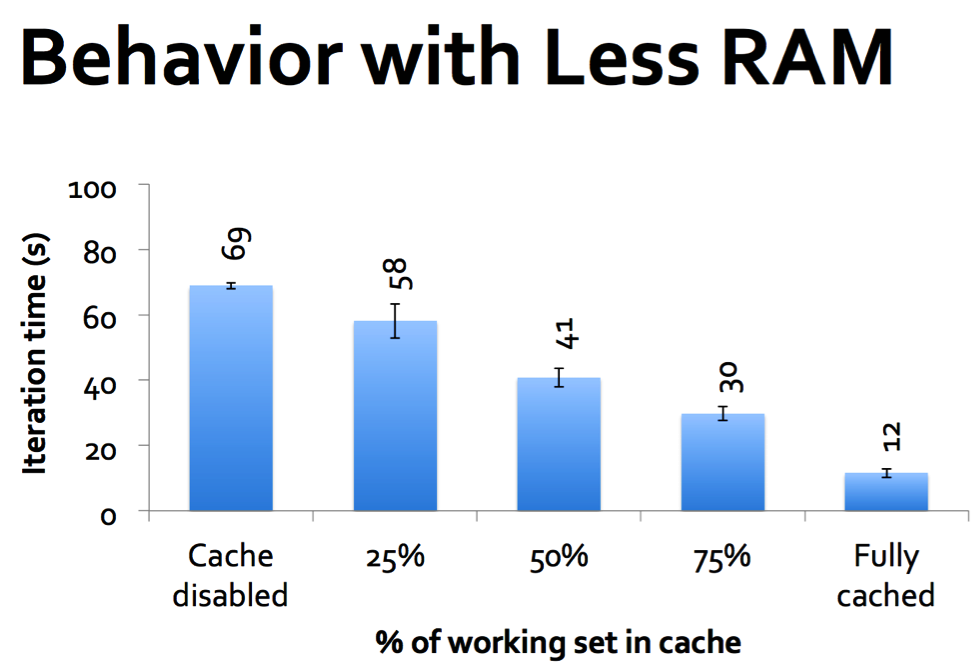 Behavior with Less RAM
100
80
60
40
20
0
Iteration time (s)
69
58
41
30
12
Cache
disabled
25%
50%
75%
Fully
cached
% of working set in cache